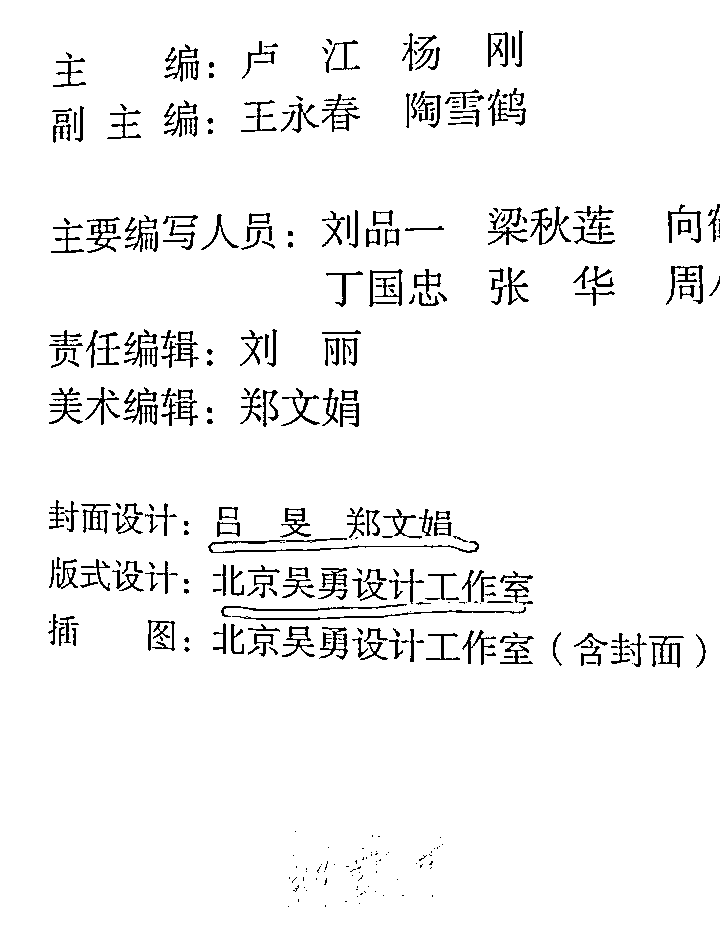 主　　编：卢　江　杨　刚
副 主 编：王永春　陶雪鹤
主要编写人员：刘品一　梁秋莲　向
丁国忠　张　华　周
责任编辑：刘　丽
美术编辑：郑文娟
封面设计：吕　旻　郑文娟
版式设计：北京吴勇设计工作室
插　　图：北京吴勇设计工作室（含封面）